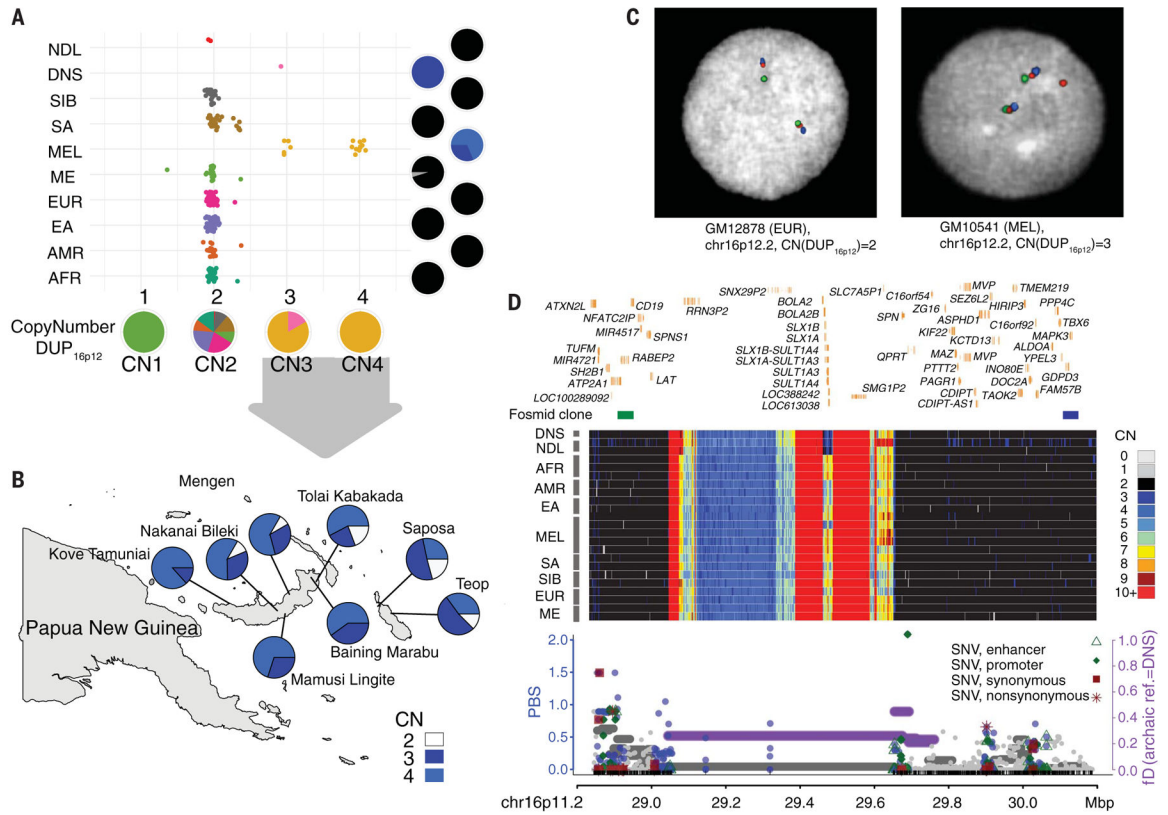 A
NDL
DNS
SIB
SA
MEL
ME
EUR
EA
AMR
AFR
1 2 3 4
CopyNumber
DUP16p12
CN1 CN2 CN3 CN4
B
Mengen
Tolai Kabakada
Nakanai Bileki
Saposa
Kove Tamuniai
Teop
Papua New Guinea
Baining Marabu
Mamusi Lingite
CN
2
3
4
C
GM12878 (EUR),
chr16p12.2, CN(DUP16p12)=2
GM10541 (MEL),
chr16p12.2, CN(DUP16p12)=3
D
ATXN2L
CD19
NFATC2IP
MIR4517
SPNS1
TUFM
MIR4721
RABEP2
SH2B1
ATP2A1
LAT
LOC100289092
RRN3P2
SNX29P2
BOLA2
BOLA2B
SLX1B
SLX1A
SLX1B-SULT1A4
SLX1A-SULT1A3
SULT1A3
SULT1A4
LOC388242
LOC613038
SLC7A5P1
SMG1P2
SPN
QPRT
C16orf54
ZG16
KIF22
MAZ
PTTT2
PAGR1
CDIPT
CDIPT-AS1
MVP
SEZ6L2
ASPHD1
KCTD13
MVP
INO80E
DOC2A
TAOK2
TMEM219
HIRIP3
C16orf92
ALDOA
PPP4C
TBX6
MAPK3
YPEL3
GDPD3
FAM57B
Fosmid clone
DNS
NDL
AFR
AMR
EA
MEL
SA
SIB
EUR
ME
CN
0
1
2
3
4
5
6
7
8
9
10+
PBS
2.0
1.5
1.0
0.5
0.0
SNV, enhancer
SNV, promoter
SNV, synonymous
SNV, nonsynonymous
1.0
0.8
0.6
0.4
0.2
0.0
fD(archaic ref.=DNS)
chr16p11.2 29.0 29.2 29.4 29.6 29.8 30.0 Mbp